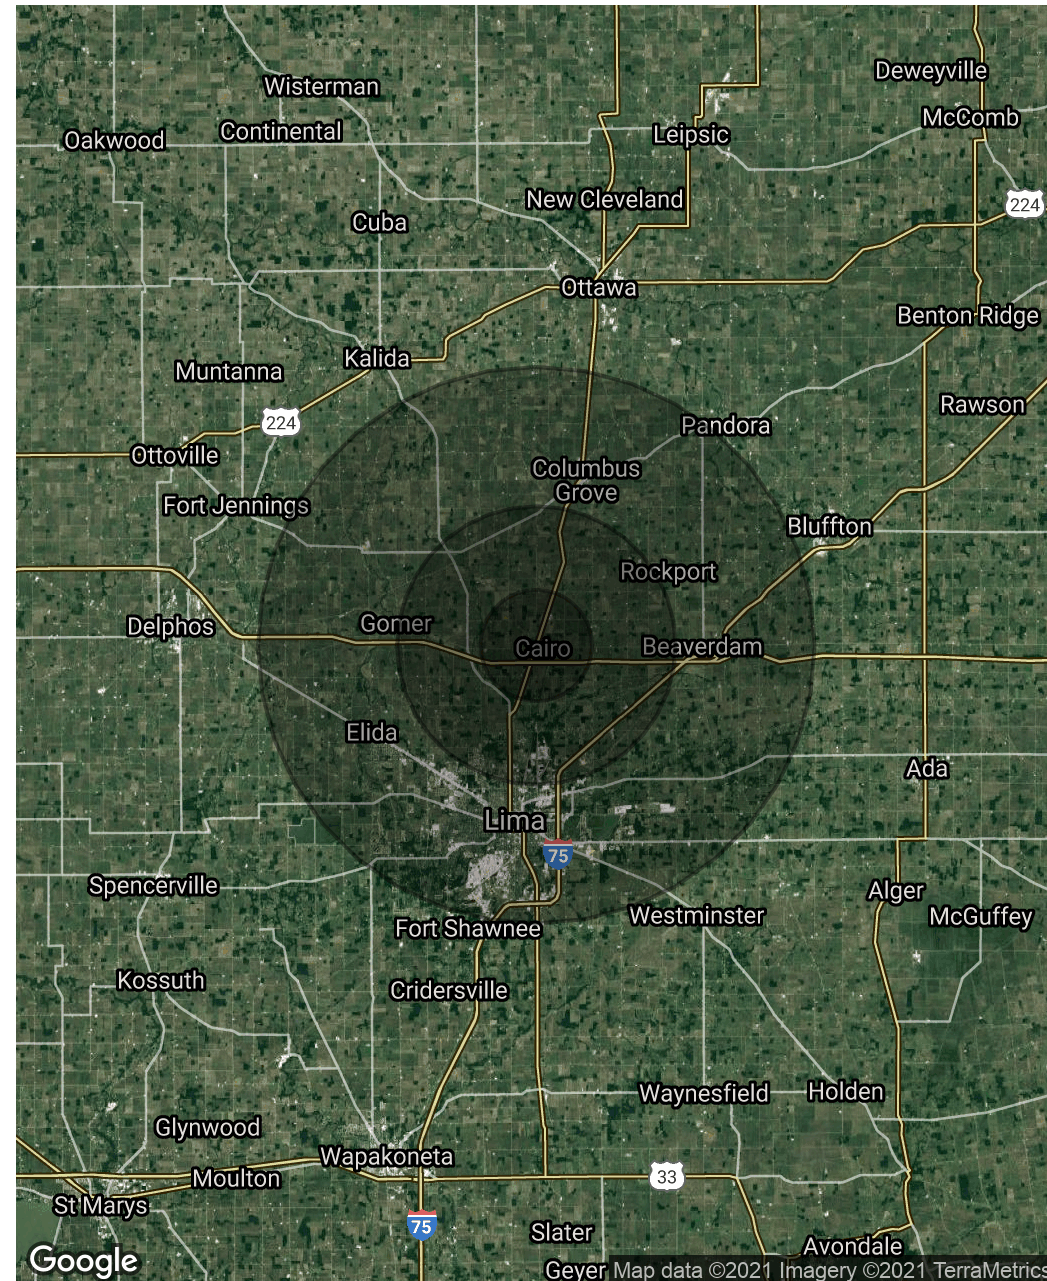 Deweyville
Wisterman
McComb
Continental
Leipsic
Oakwood
New Cleveland
224
Cuba
Ottawa
Benton Ridge
Kalida
Muntanna
Rawson
224
Pandora
Ottoville
Columbus
Grove
Fort Jennings
Bluffton
Rockport
Gomer
Delphos
Cairo
Beaverdam
Elida
Ada
Lima
75
Spencerville
Alger
Westminster
McGuffey
Fort Shawnee
Kossuth
Cridersville
Waynesfield
Holden
Glynwood
Wapakoneta
Moulton
33
St Marys
75
Slater
Avondale
Google
Geyer
Map data ©2021 Imagery ©2021 TerraMetrics